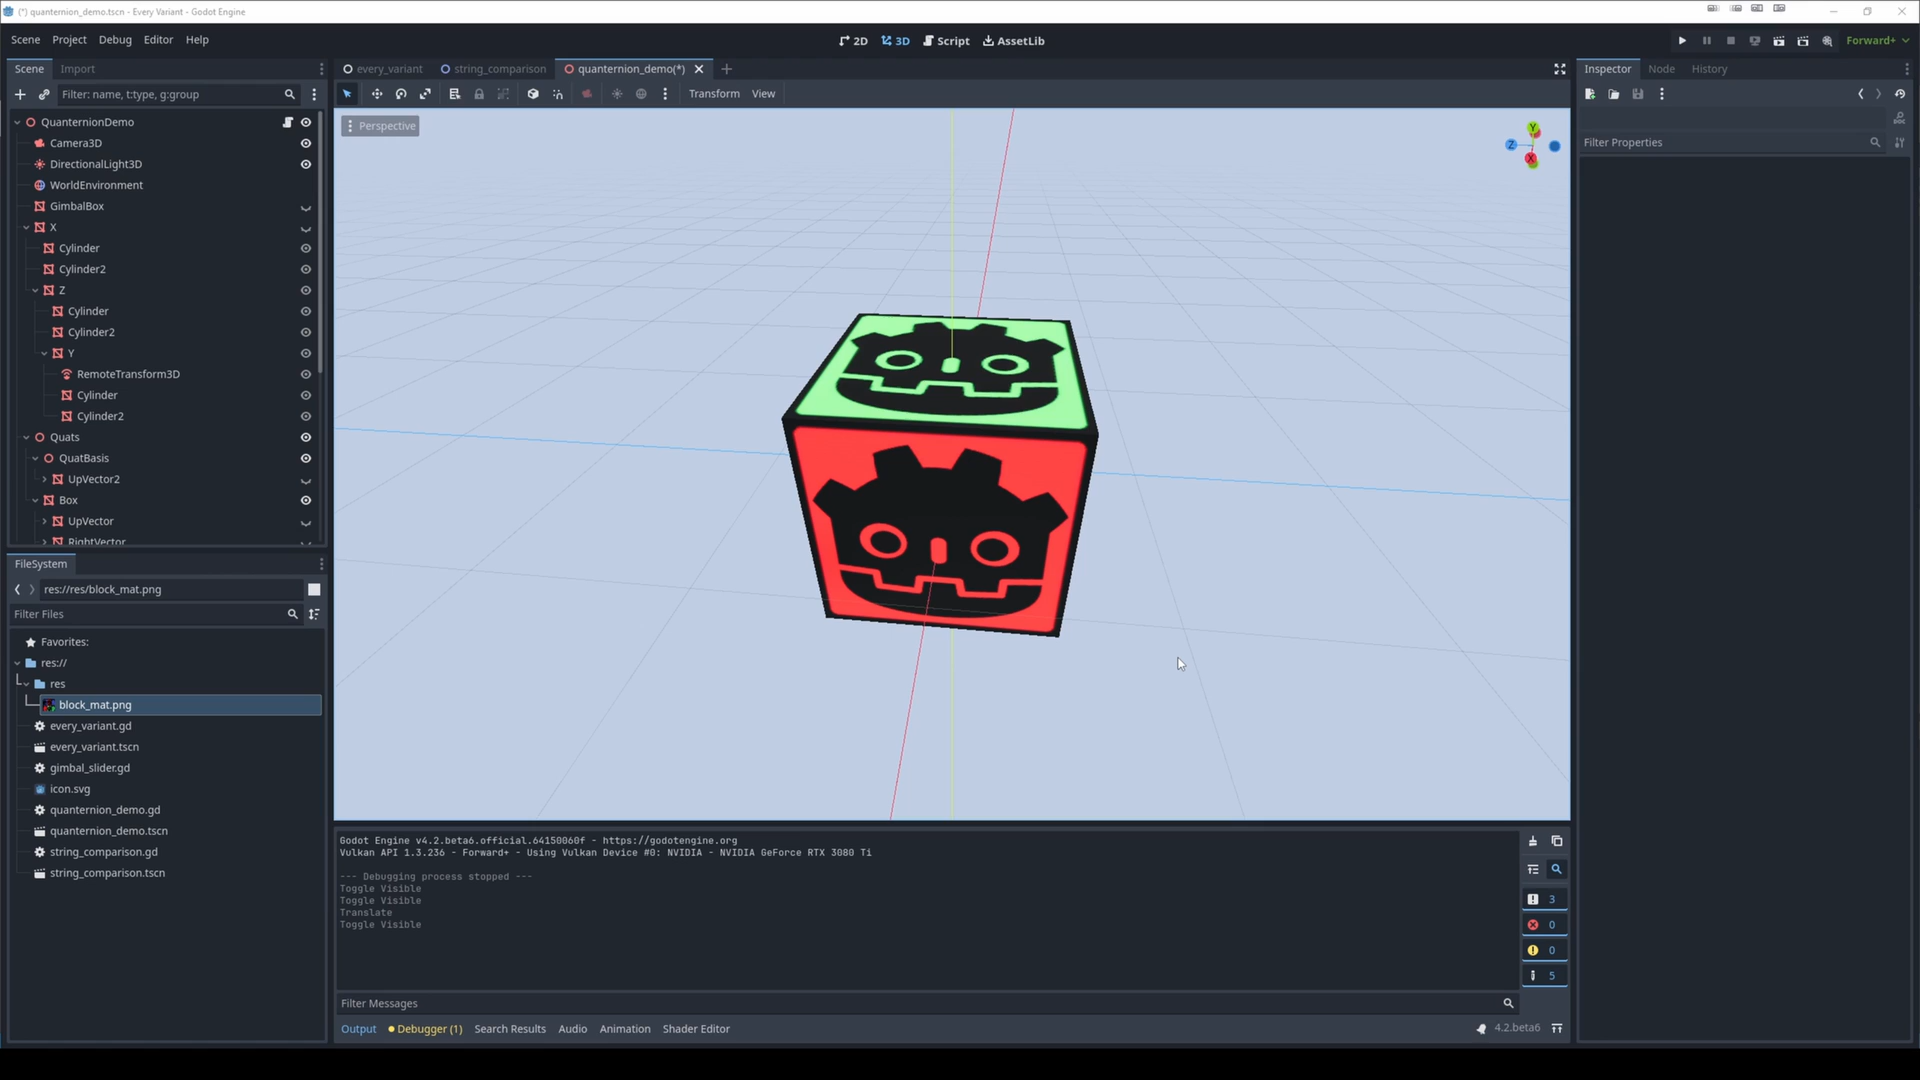 (*) quanternion_demo.tscn - Every Variant - Godot Engine
Scene Project Debug Editor Help
2D 3D Script AssetLib
Forward+
Scene Import
every_variant string_comparison quanternion_demo(*)
Inspector Node History
Filter: name, t:type, g:group
Transform View
Perspective
Y
Z
X
Filter Properties
QuanternionDemo
Camera3D
DirectionalLight3D
WorldEnvironment
GimbalBox
X
Cylinder
Cylinder2
Z
Cylinder
Cylinder2
Y
RemoteTransform3D
Cylinder
Cylinder2
Quats
QuatBasis
UpVector2
Box
UpVector
RightVector
FileSystem
res://res/block_mat.png
Filter Files
Favorites:
res://
res
block_mat.png
every_variant.gd
every_variant.tscn
gimbal_slider.gd
icon.svg
quanternion_demo.gd
quanternion_demo.tscn
string_comparison.gd
string_comparison.tscn
Godot Engine v4.2.beta6.official.64150060f - https://godotengine.org
Vulkan API 1.3.236 - Forward+ - Using Vulkan Device #0: NVIDIA - NVIDIA GeForce RTX 3080 Ti
--- Debugging process stopped ---
Toggle Visible
Toggle Visible
Translate
Toggle Visible
3
0
0
5
Filter Messages
Output Debugger (1) Search Results Audio Animation Shader Editor
4.2.beta6